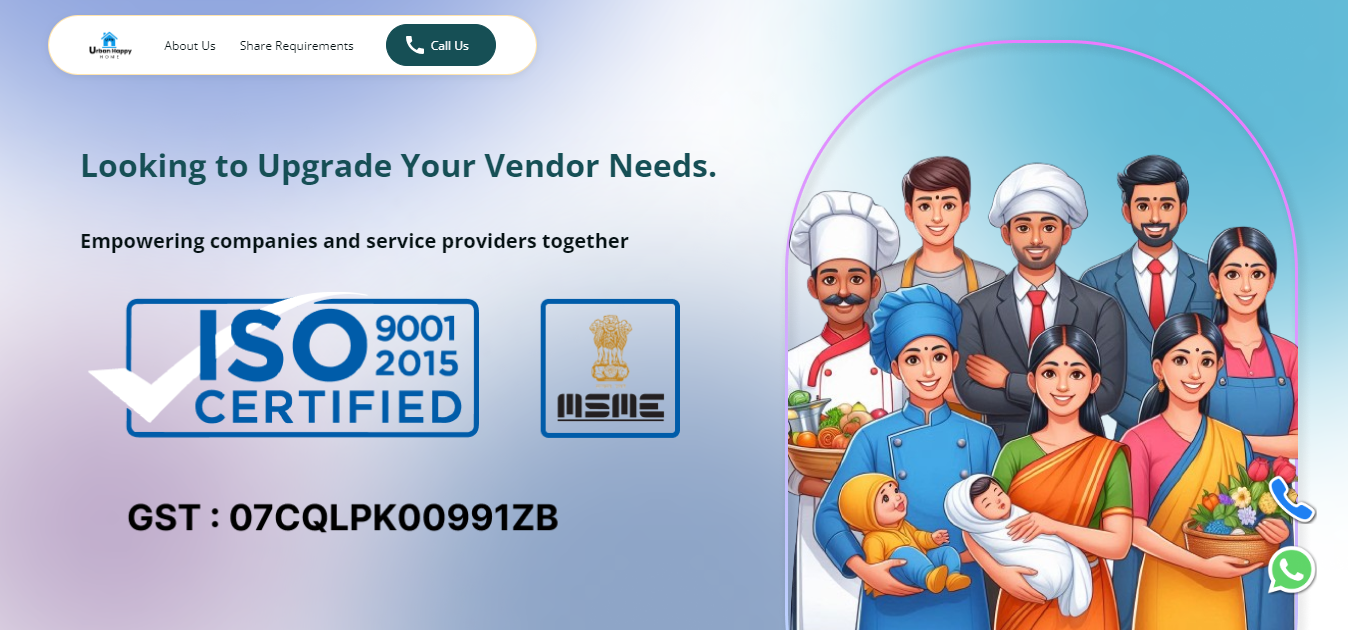 Urban Happy
HOME
About Us
Share Requirements
Call Us
Looking to Upgrade Your Vendor Needs.
Empowering companies and service providers together
ISO 9001
2015
CERTIFIED
MSME
GST : 07CQLPK00991ZB